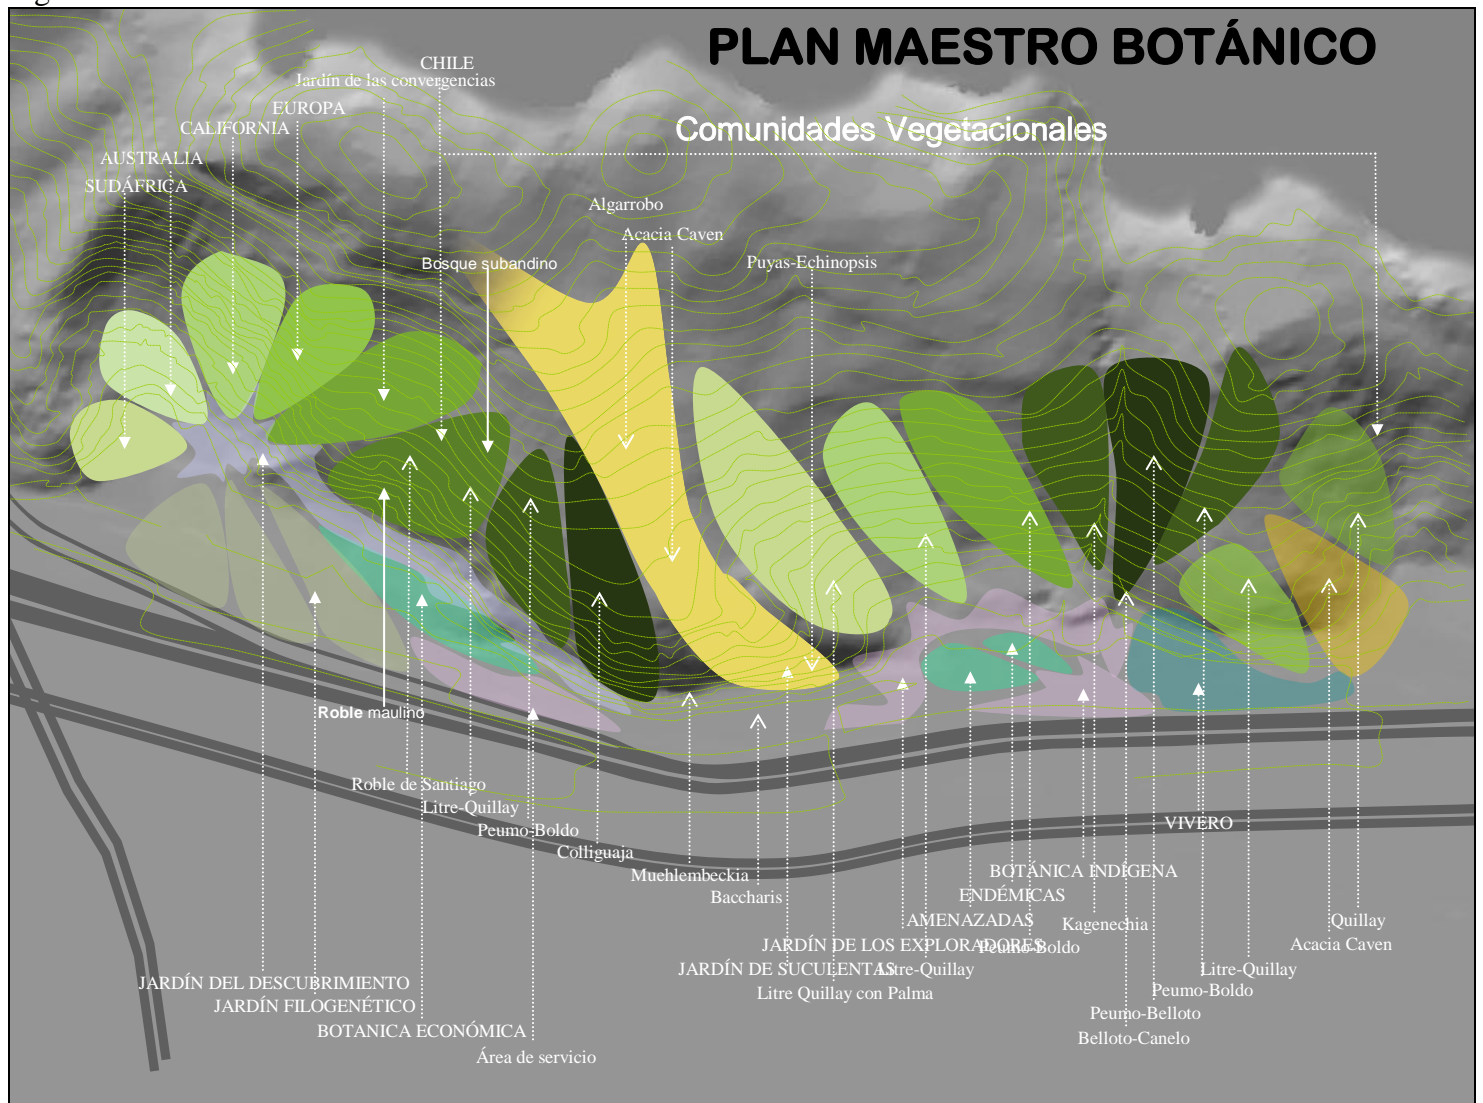 PLAN MAESTRO BOTÁNICO
CHILE
Jardín de las convergencias
EUROPA
CALIFORNIA
Comunidades Vegetacionales
AUSTRALIA
SUDÁFRICA
Algarrobo
Acacia Caven
Bosque subandino
Puyas-Echinopsis
Roble maulino
Roble de Santiago
Litre-Quillay
Peumo-Boldo
Colliguaja
Muehlembeckia
Baccharis
VIVERO
BOTÁNICA INDÍGENA
ENDÉMICAS
AMENAZADAS
Kagenechia
Quillay
JARDÍN DE LOS EXPLORADORES
Peumo-Boldo
Acacia Caven
JARDÍN DE SUCULENTAS
Litre-Quillay
Litre-Quillay
JARDÍN DEL DESCUBRIMIENTO
Litre Quillay con Palma
Peumo-Boldo
JARDÍN FILOGENÉTICO
Peumo-Belloto
BOTANICA ECONÓMICA
Belloto-Canelo
Área de servicio